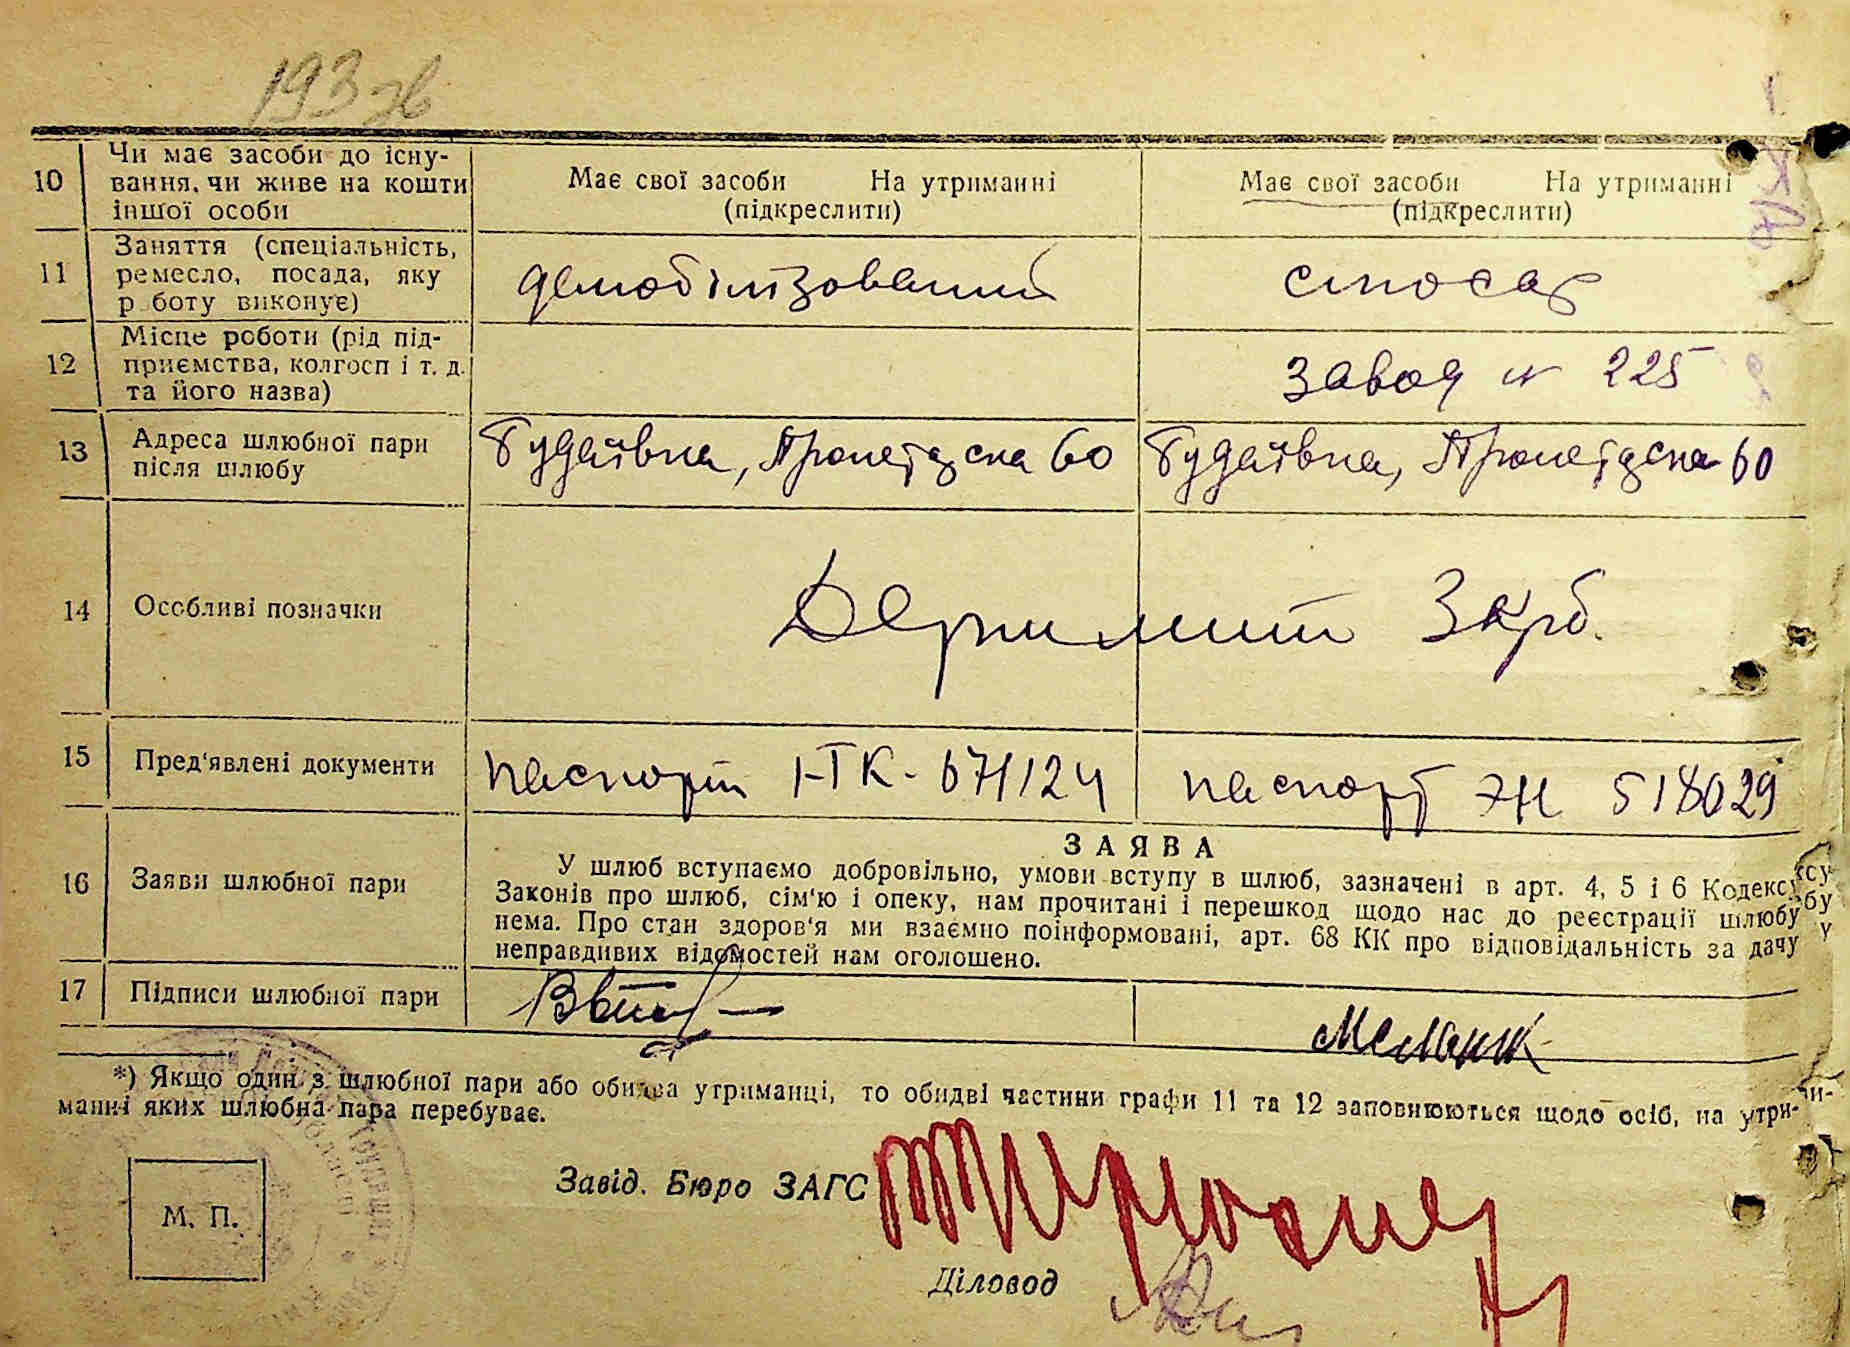 193 зв
10 Чи має засоби до існу-
вання, чи живе на кошти
іншої особи
Має свої засоби На утриманні
(підкреслити)
Має свої засоби На утриманні
(підкреслити)
11 Заняття (спеціальність,
ремесло, посада, яку
р боту виконує)
демобілізований
слюсар
12 Місце роботи (рід під-
приємства, колгосп і т. д.
та його назва)
завод № 225
13 Адреса шлюбної пари
після шлюбу
Будаївка, Пролетарська 60
Будаївка, Пролетарська 60
14 Особливі позначки
3 крб.
15 Пред'явлені документи
паспорт І-ТК-671124
паспорт 518029
16 Заяви шлюбної пари
ЗАЯВА
У шлюб вступаємо добровільно, умови вступу в шлюб, зазначені в арт. 4, 5 і 6 Кодексу
Законів про шлюб, сім'ю і опеку, нам прочитані і перешкод щодо нас до реєстрації шлюбу
нема. Про стан здоров'я ми взаємно поінформовані, арт. 68 КК про відповідальність за дачу
неправдивих відомостей нам оголошено.
17 Підписи шлюбної пари
Мельник
*) Якщо один з шлюбної пари або обидва утриманці, то обидві частини графи 11 та 12 заповнюються щодо осіб, на утри-
манні яких шлюбна пара перебуває.
Завід. Бюро ЗАГС
М. П.
Діловод